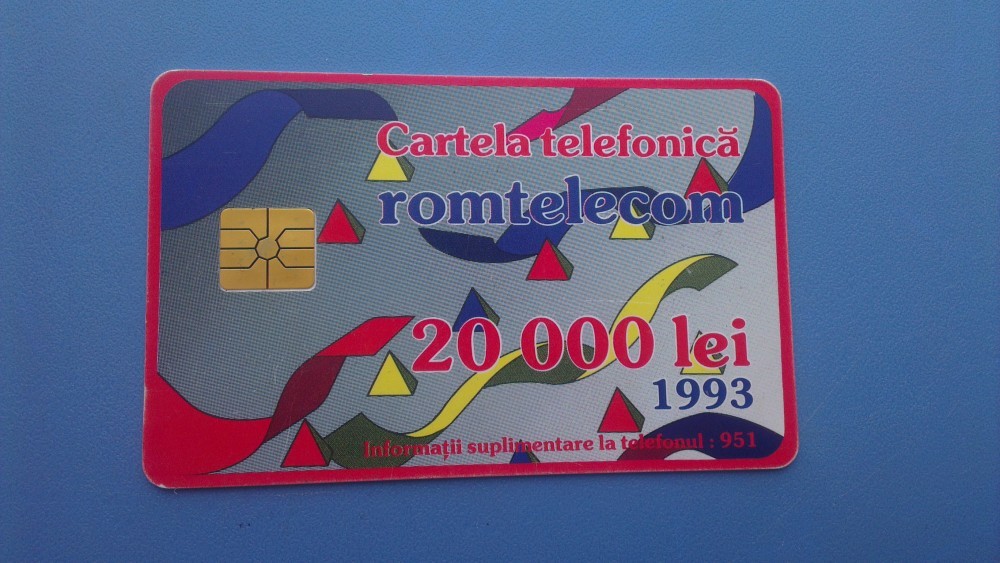 Cartela telefonică
romtelecom
20 000 lei
1993
Informații suplimentare la telefonul : 951